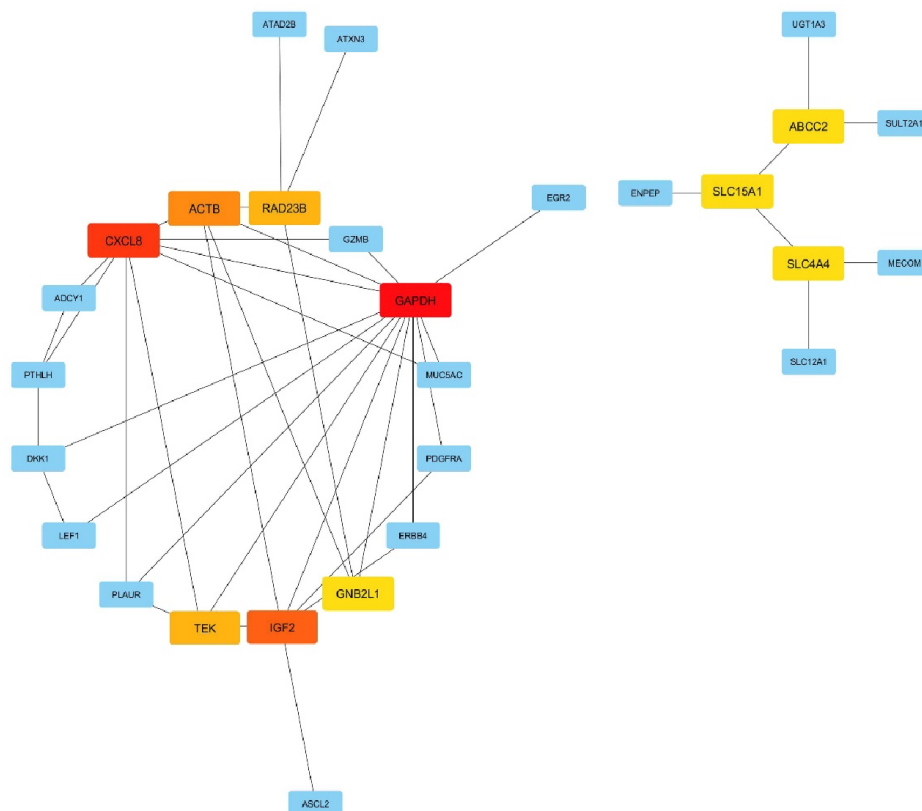 ATAD2B
UGT1A3
ATXN3
ABCC2
SULT2A1
ENPEP
SLC15A1
EGR2
ACTB
RAD23B
CXCL8
GZMB
SLC4A4
MECOM
ADCY1
GAPDH
SLC12A1
PTHLH
MUC5AC
DKK1
PDGFRA
LEF1
ERBB4
PLAUR
GNB2L1
TEK
IGF2
ASCL2